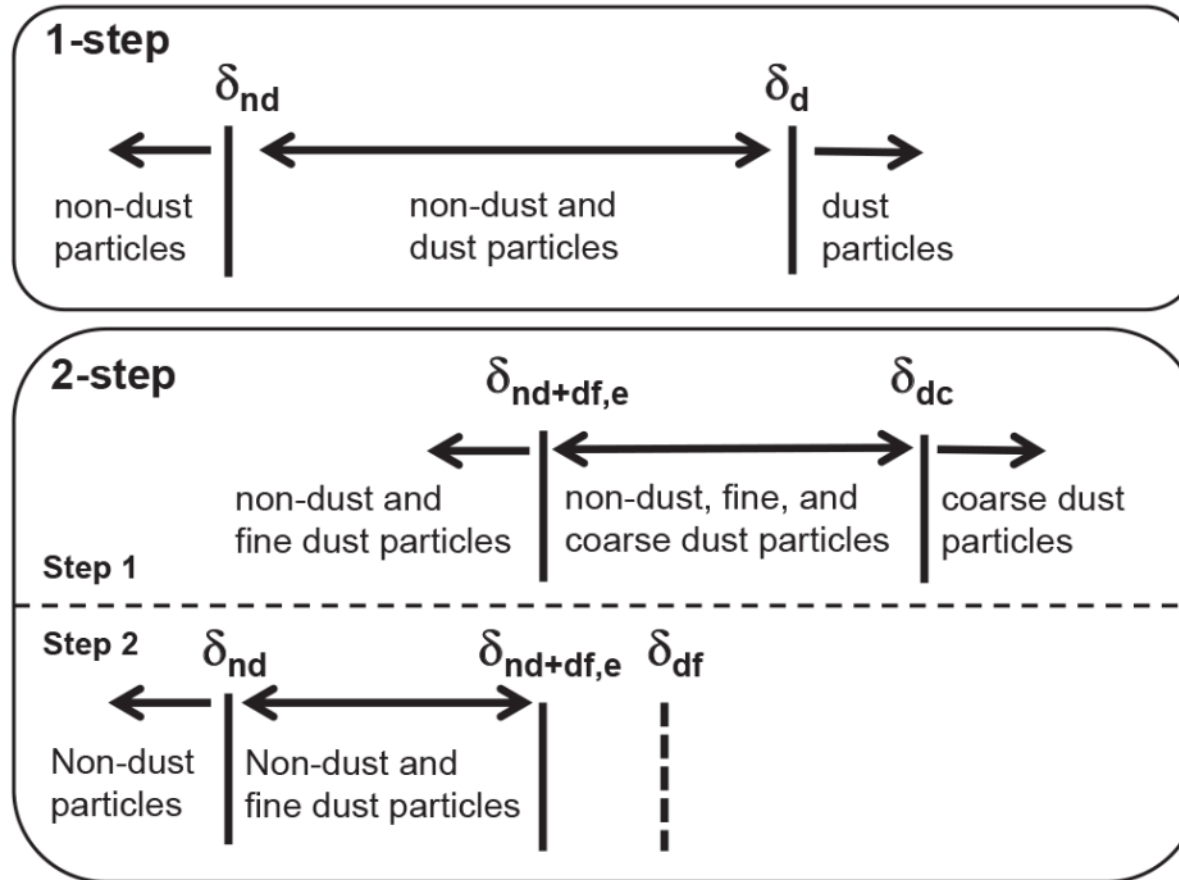 1-step
δnd δd
non-dust particles
non-dust and dust particles
dust particles
2-step
δnd+df,e δdc
non-dust and fine dust particles
non-dust, fine, and coarse dust particles
coarse dust particles
Step 1
Step 2
δnd δnd+df,e δdf
Non-dust particles
Non-dust and fine dust particles